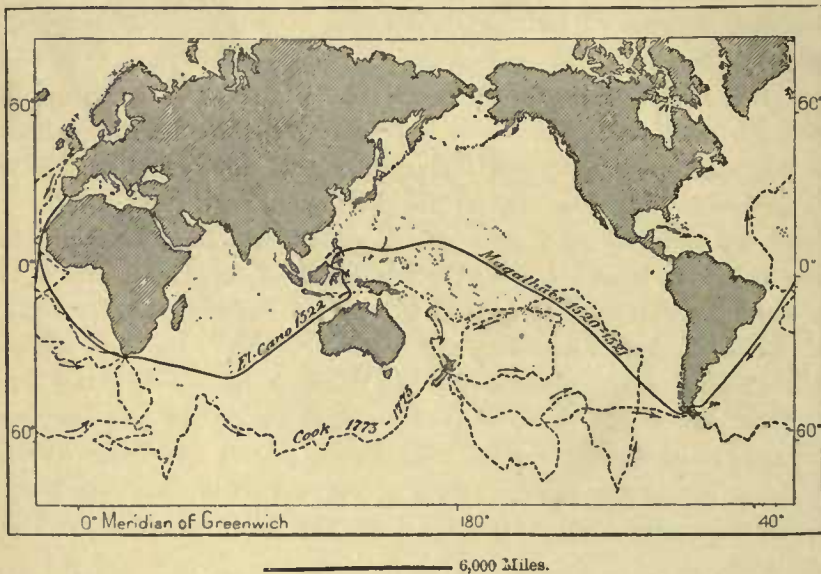 60° 60°
0° 0°
Magalhães 1520-1521
El. Cano 1522
Cook 1773-1775
60° 60°
0° Meridian of Greenwich 180° 40°
6,000 Miles.